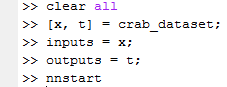 >> clear all
>> [x, t] = crab_dataset;
>> inputs = x;
>> outputs = t;
>> nnstart